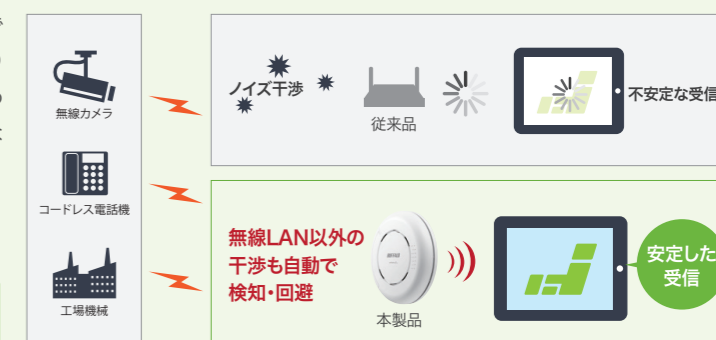 無線カメラ
コードレス電話機
工場機械
ノイズ干渉
従来品
不安定な受信
無線LAN以外の
干渉も自動で
検知・回避
本製品
安定した
受信